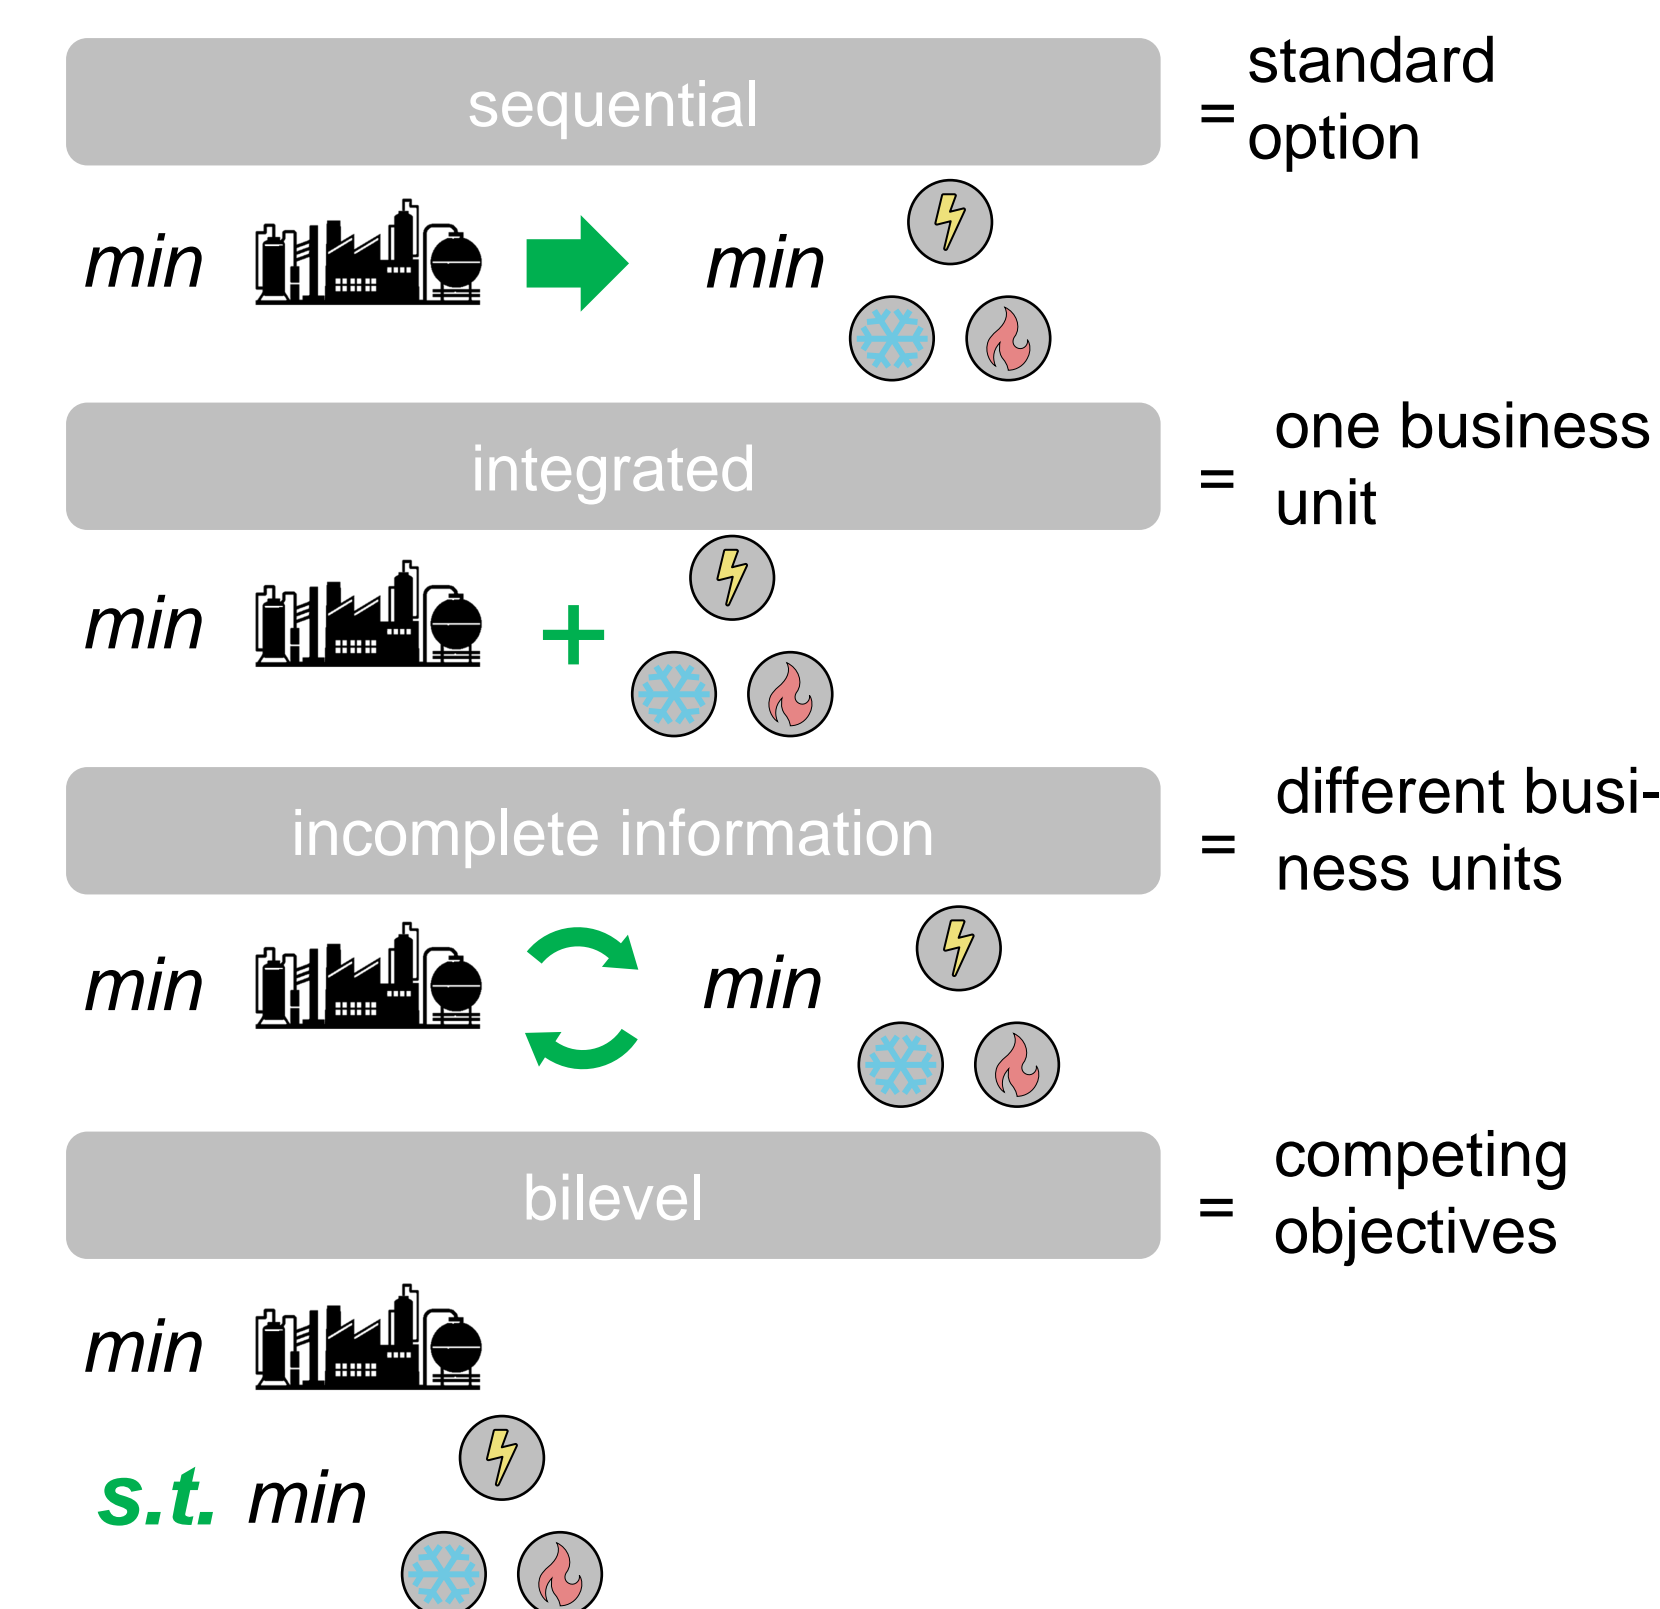 sequential
= standard
option
min
min
integrated
= one business
unit
min +
incomplete information
= different busi-
ness units
min
min
bilevel
= competing
objectives
min
s.t. min